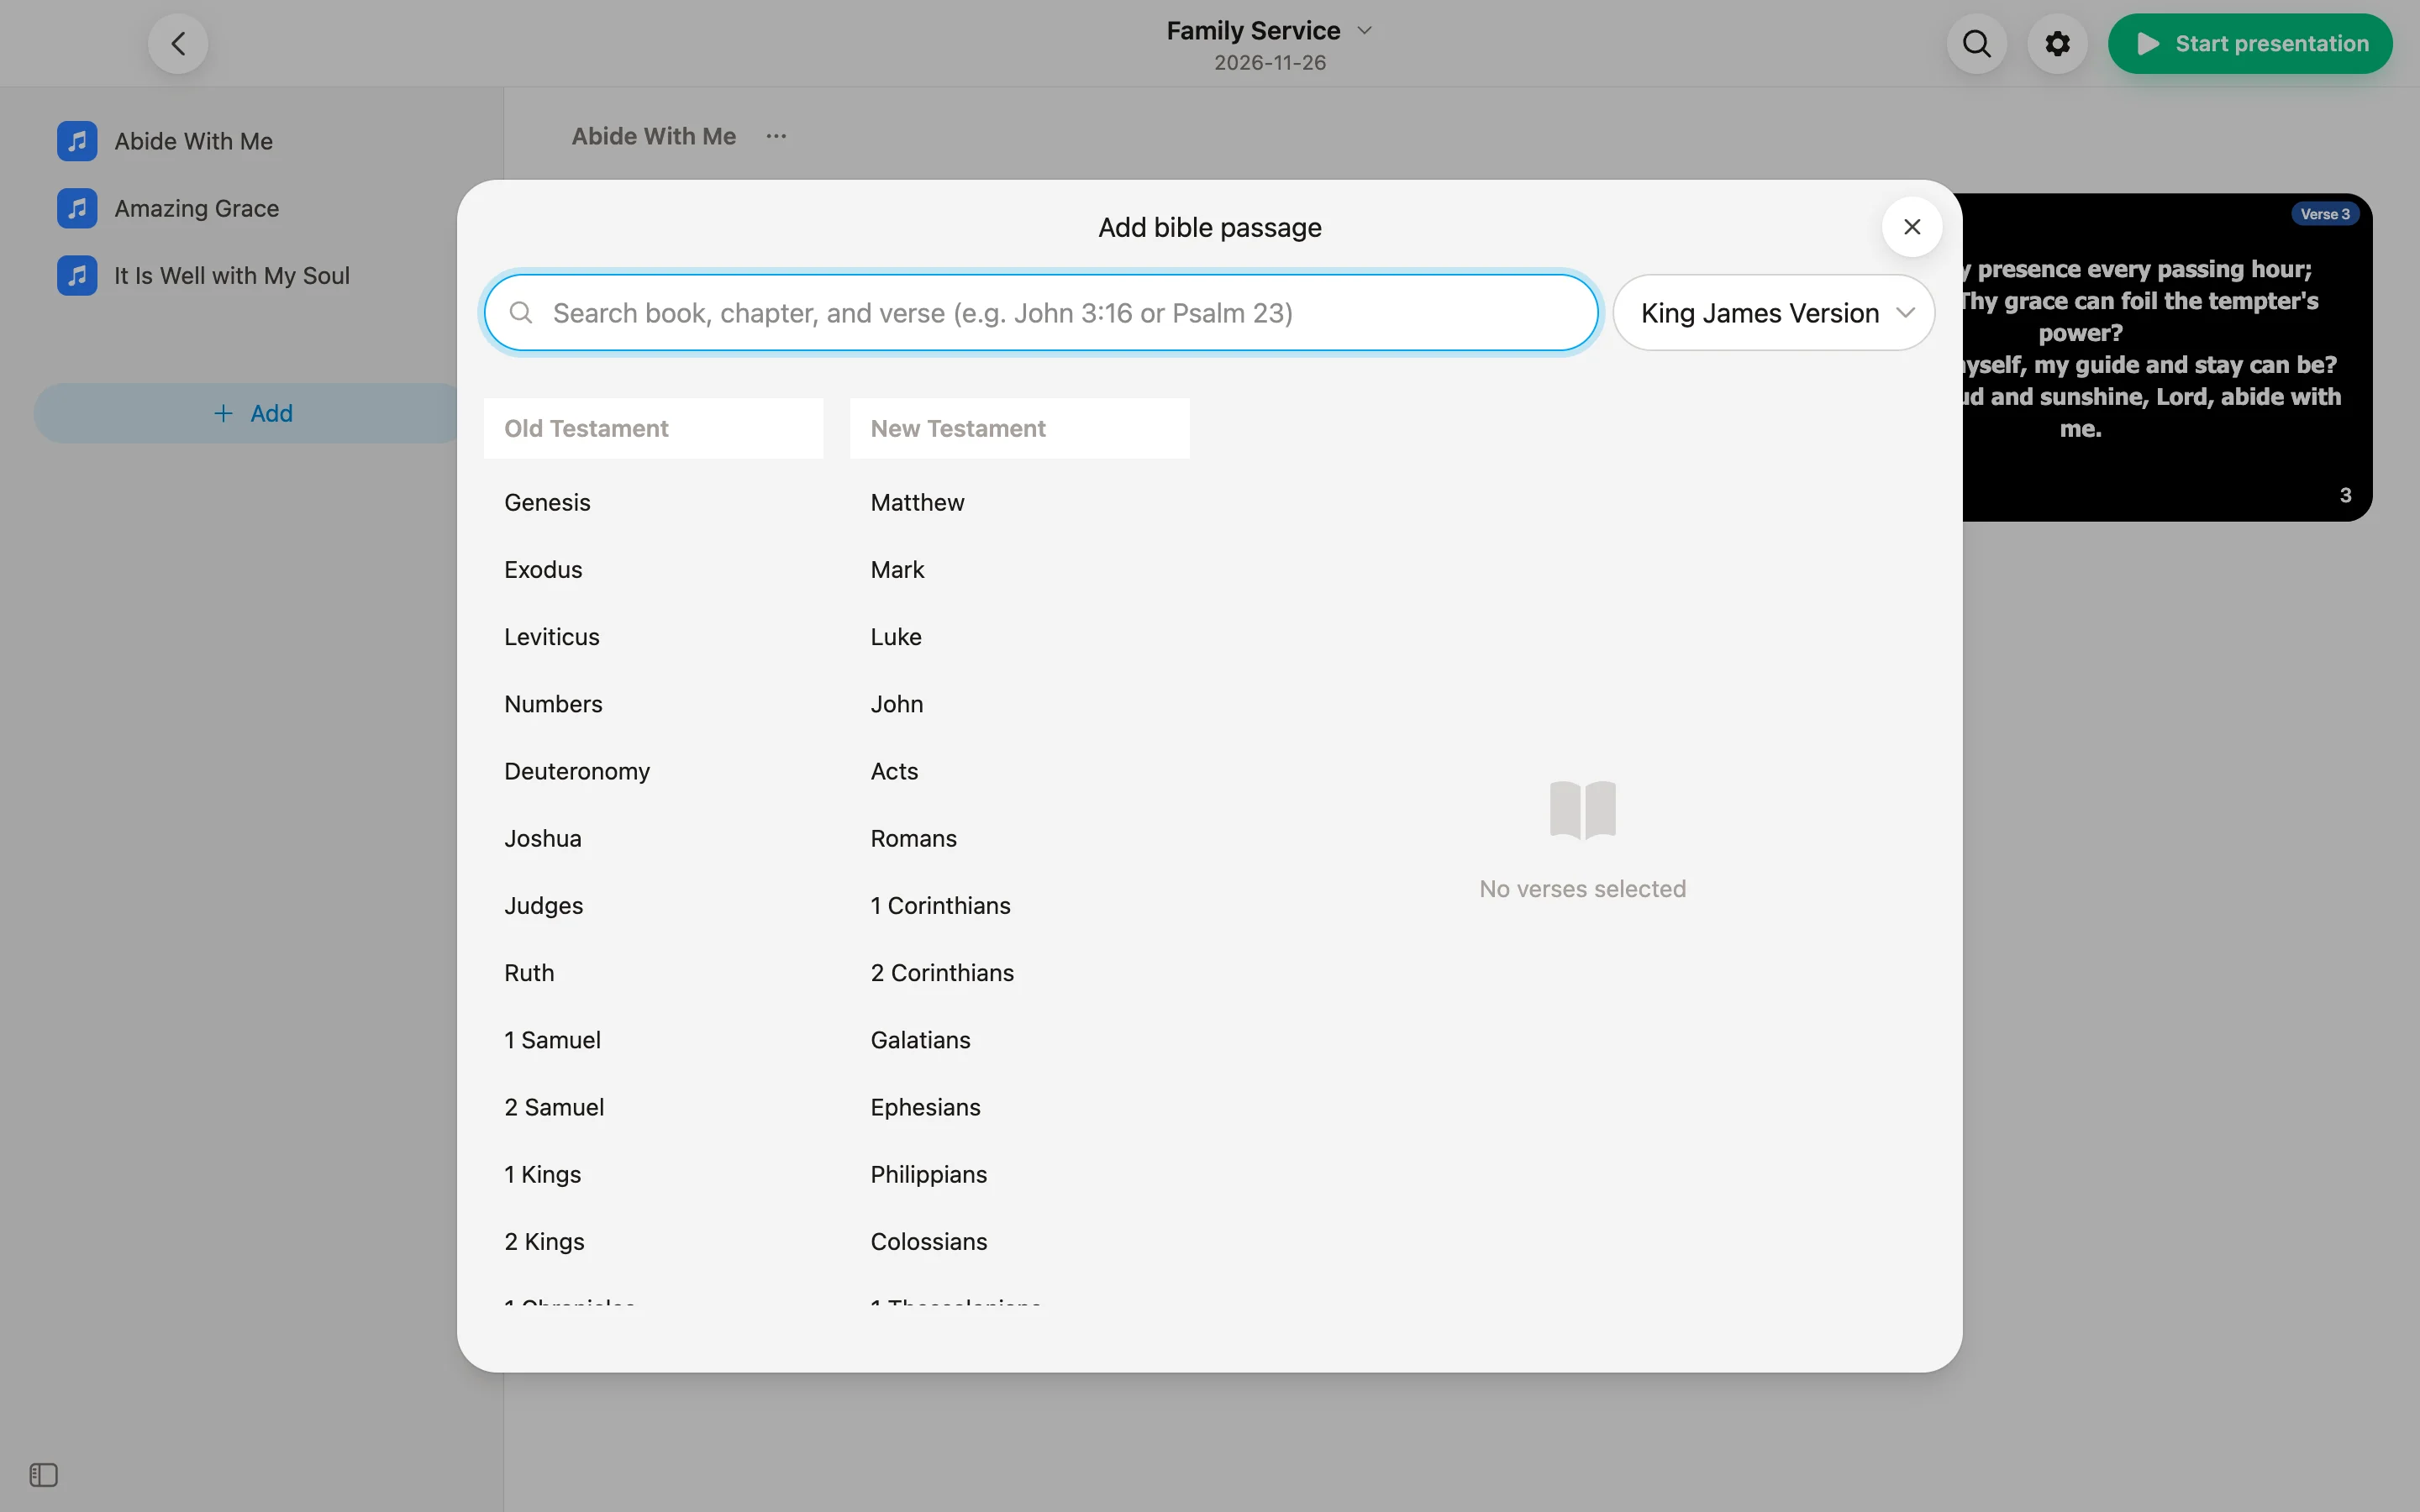 Family Service
2026-11-26
Start presentation
Abide With Me
Amazing Grace
It Is Well with My Soul
Add
Abide With Me
Verse 3
presence every passing hour;
Thy grace can foil the tempter's
power?
my guide and stay can be?
and sunshine, Lord, abide with
me.
3
Add bible passage
Search book, chapter, and verse (e.g. John 3:16 or Psalm 23)
King James Version
Old Testament
Genesis
Exodus
Leviticus
Numbers
Deuteronomy
Joshua
Judges
Ruth
1 Samuel
2 Samuel
1 Kings
2 Kings
New Testament
Matthew
Mark
Luke
John
Acts
Romans
1 Corinthians
2 Corinthians
Galatians
Ephesians
Philippians
Colossians
No verses selected